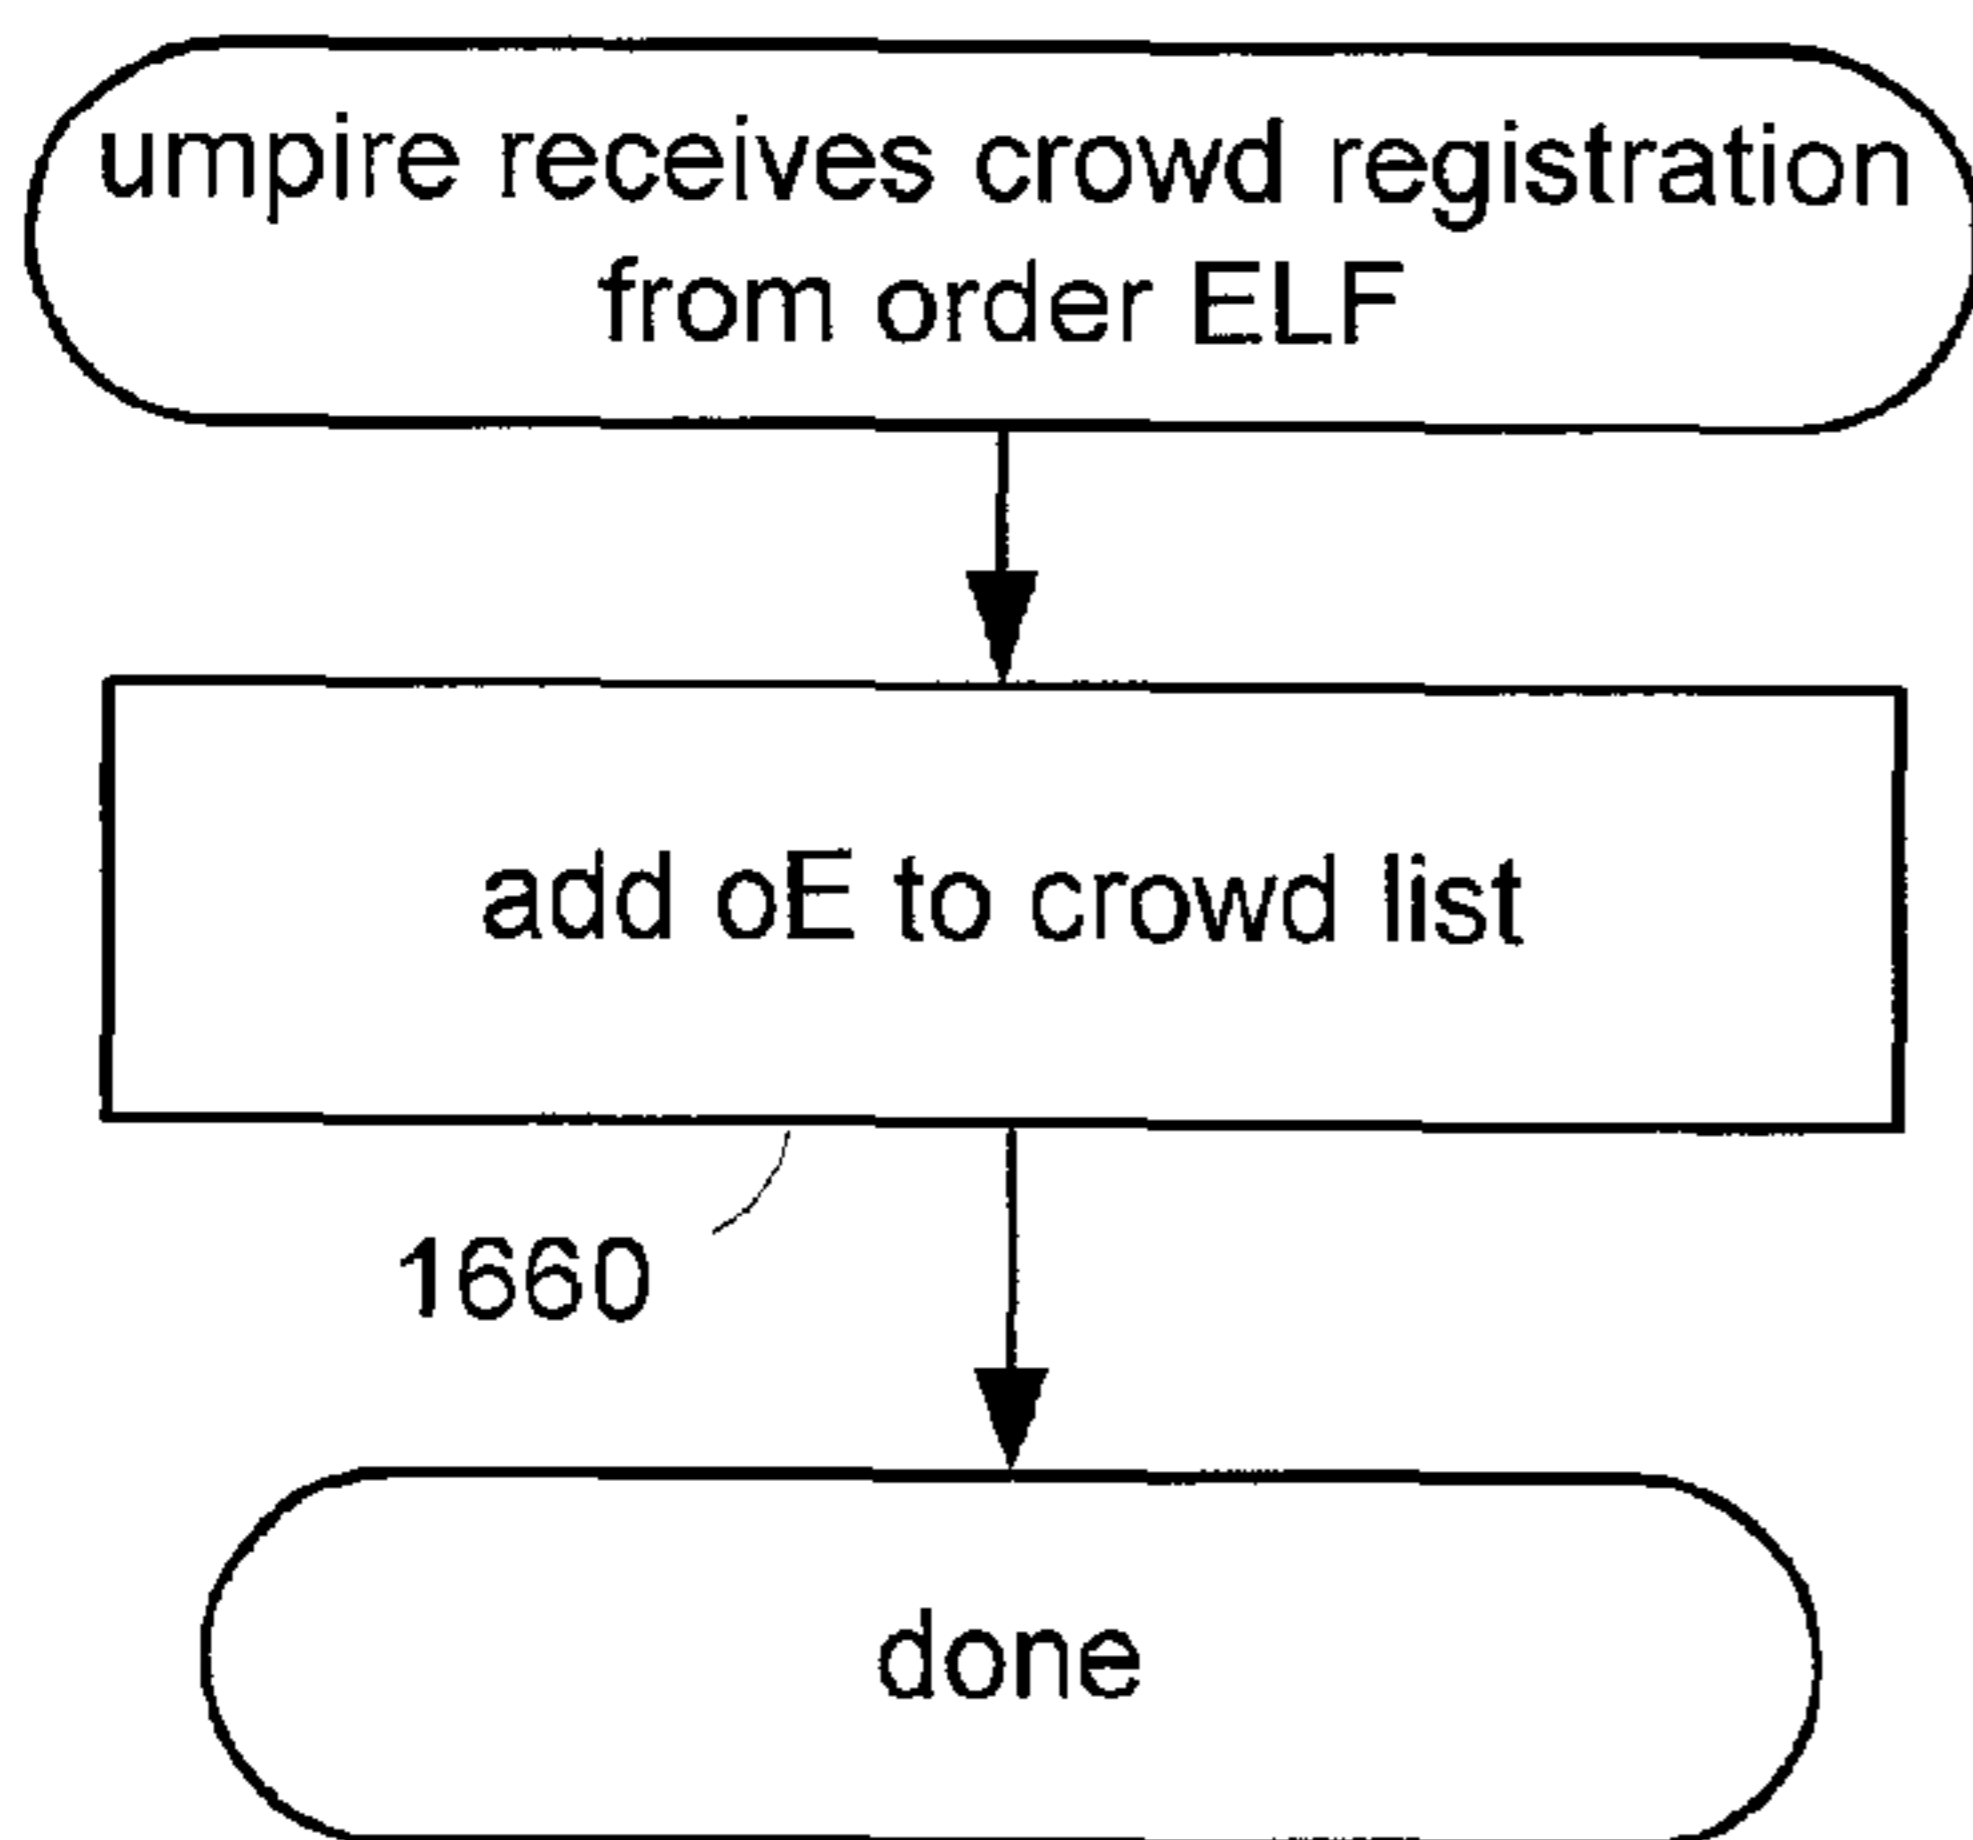 umpire receives crowd registration
from order ELF
add oE to crowd list
1660
done